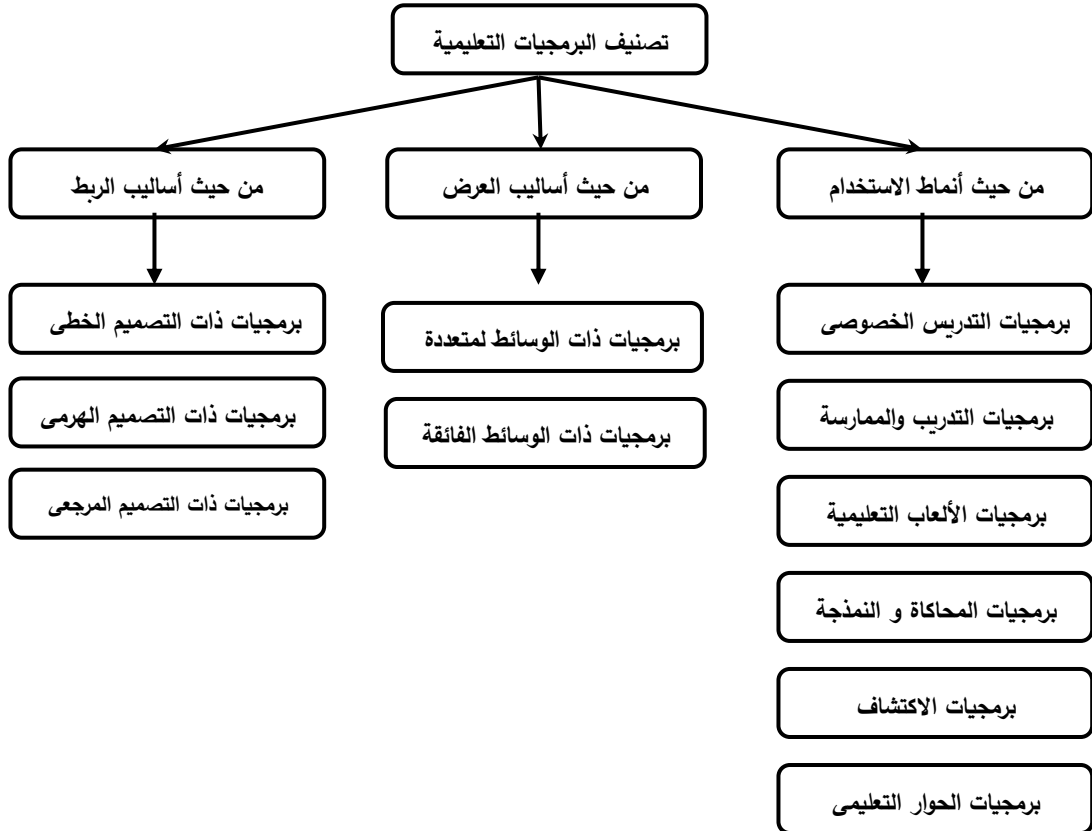 تصنيف البرمجيات التعليمية
من حيث أنماط الاستخدام
من حيث أساليب العرض
من حيث أساليب الربط
برمجيات التدريس الخصوصى
برمجيات التدريب والممارسة
برمجيات الألعاب التعليمية
برمجيات المحاكاة و النمذجة
برمجيات الاكتشاف
برمجيات الحوار التعليمى
برمجيات ذات الوسائط لمتعددة
برمجيات ذات الوسائط الفائقة
برمجيات ذات التصميم الخطى
برمجيات ذات التصميم الهرمى
برمجيات ذات التصميم المرجعى